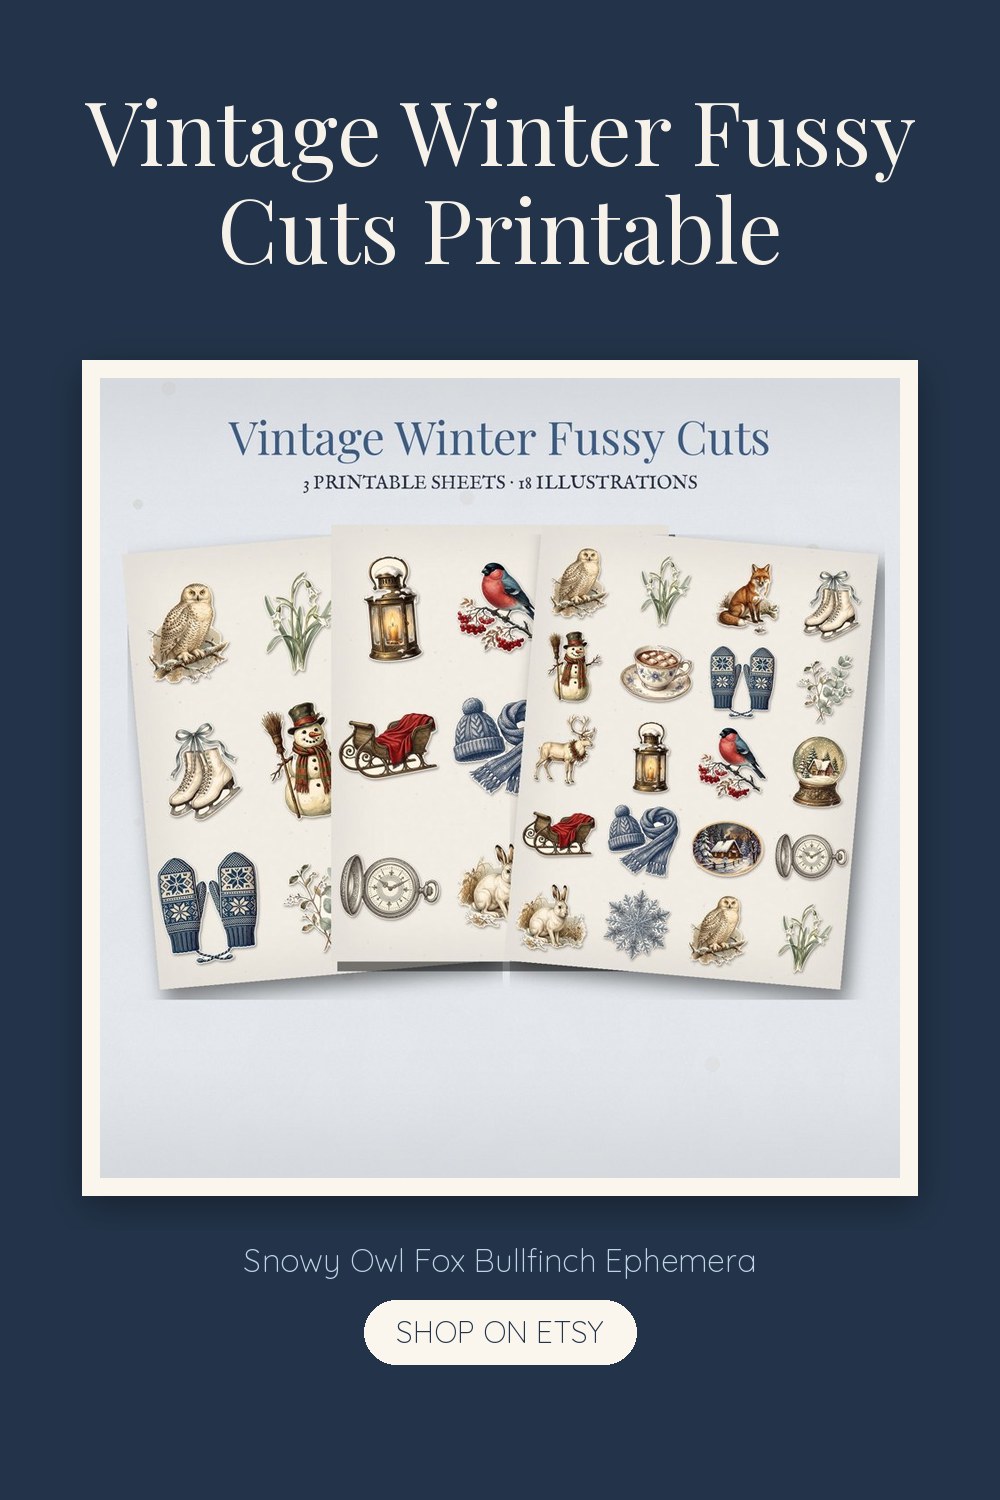 Vintage Winter Fussy
Cuts Printable
Vintage Winter Fussy Cuts
3 PRINTABLE SHEETS · 18 ILLUSTRATIONS
Snowy Owl Fox Bullfinch Ephemera
SHOP ON ETSY